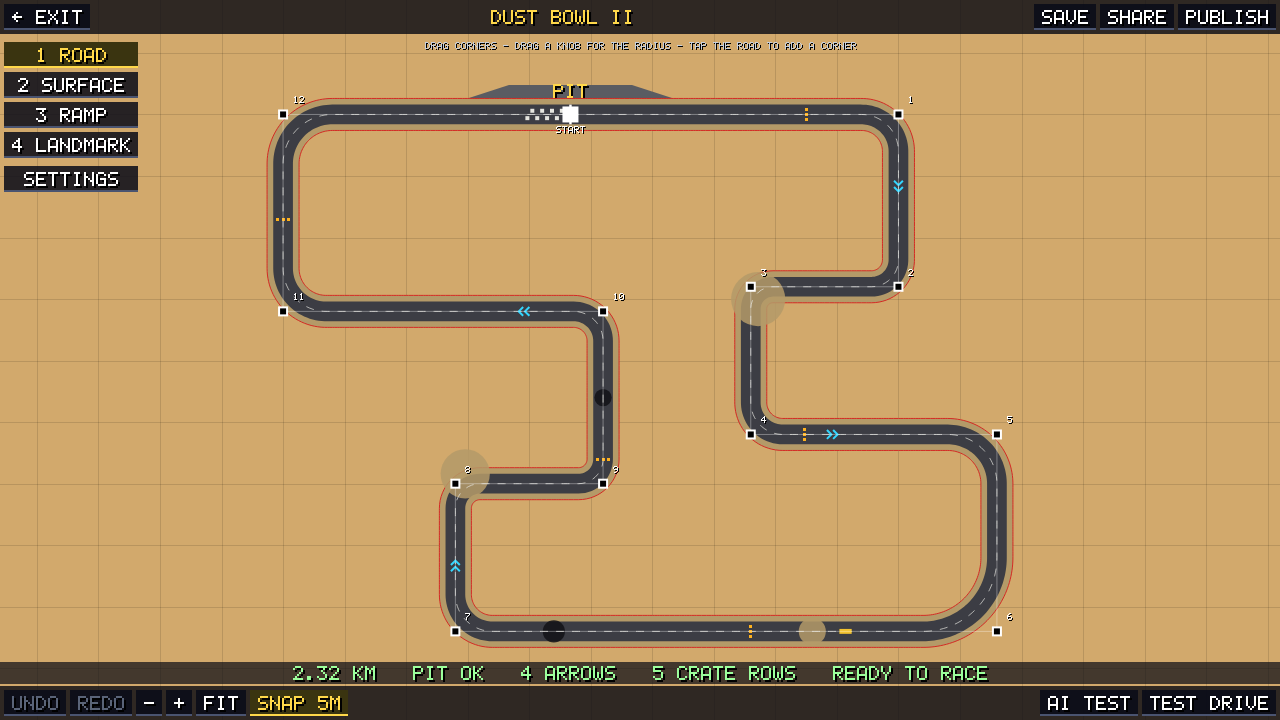 ← EXIT
DUST BOWL II
SAVE
SHARE
PUBLISH
DRAG CORNERS - DRAG A KNOB FOR THE RADIUS - TAP THE ROAD TO ADD A CORNER
1 ROAD
2 SURFACE
3 RAMP
4 LANDMARK
SETTINGS
PIT
START
12
1
2
3
11
10
4
5
8
9
7
6
2.32 KM PIT OK 4 ARROWS 5 CRATE ROWS READY TO RACE
UNDO
REDO
-
+
FIT
SNAP 5M
AI TEST
TEST DRIVE